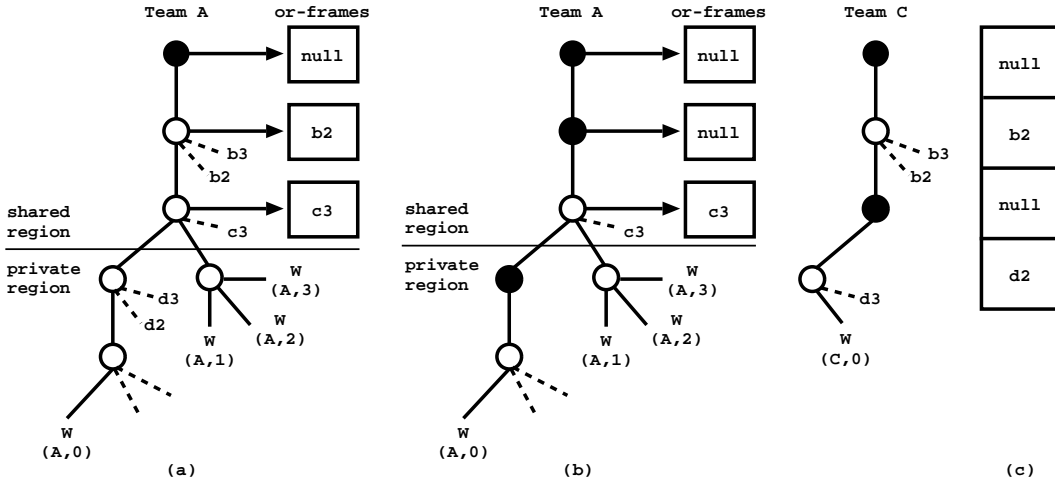 Team A or-frames
null
b2
b3
b2
c3
c3
shared
region
private
region
d3
d2
W
(A,3)
W
(A,2)
W
(A,1)
W
(A,0)
(a)
Team A or-frames
null
null
c3
c3
shared
region
private
region
W
(A,3)
W
(A,2)
W
(A,1)
W
(A,0)
(b)
Team C
b3
b2
d3
W
(C,0)
null
b2
null
d2
(c)